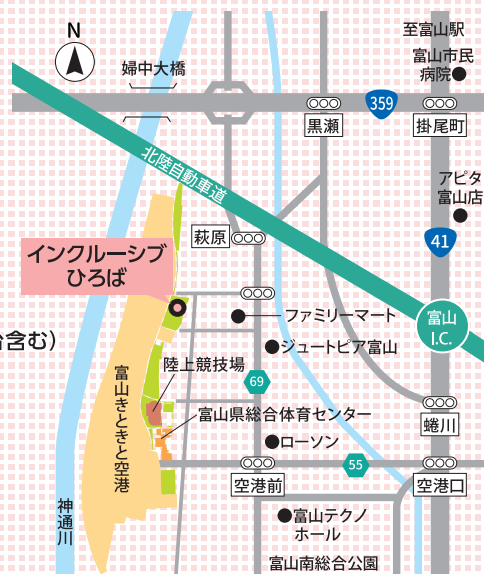 N
至富山駅
富山市民
病院
婦中大橋
359
黒瀬
掛尾町
北陸自動車道
アピタ
富山店
萩原
41
インクルーシブ
ひろば
ファミリーマート
富山
I.C.
含む）
ジュートピア富山
陸上競技場
69
富山きときと空港
富山県総合体育センター
蜷川
ローソン
55
空港前
空港口
神通川
富山テクノ
ホール
富山南総合公園